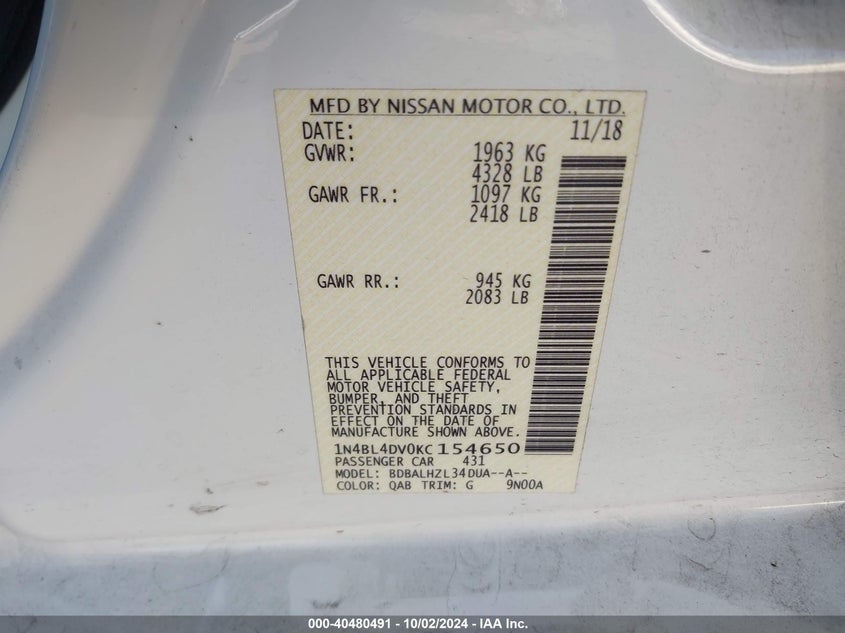 MFD BY NISSAN MOTOR CO., LTD.
DATE: 11/18
GVWR: 1963 KG
4328 LB
GAWR FR.: 1097 KG
2418 LB
GAWR RR.: 945 KG
2083 LB
THIS VEHICLE CONFORMS TO
ALL APPLICABLE FEDERAL
MOTOR VEHICLE SAFETY,
BUMPER, AND THEFT
PREVENTION STANDARDS IN
EFFECT ON THE DATE OF
MANUFACTURE SHOWN ABOVE.
1N4BL4DV0KC154650
PASSENGER CAR 431
MODEL: BDBALHZL34DUA--A--
COLOR: QAB TRIM: G 9N00A
000-40480491 - 10/02/2024 - IAA Inc.